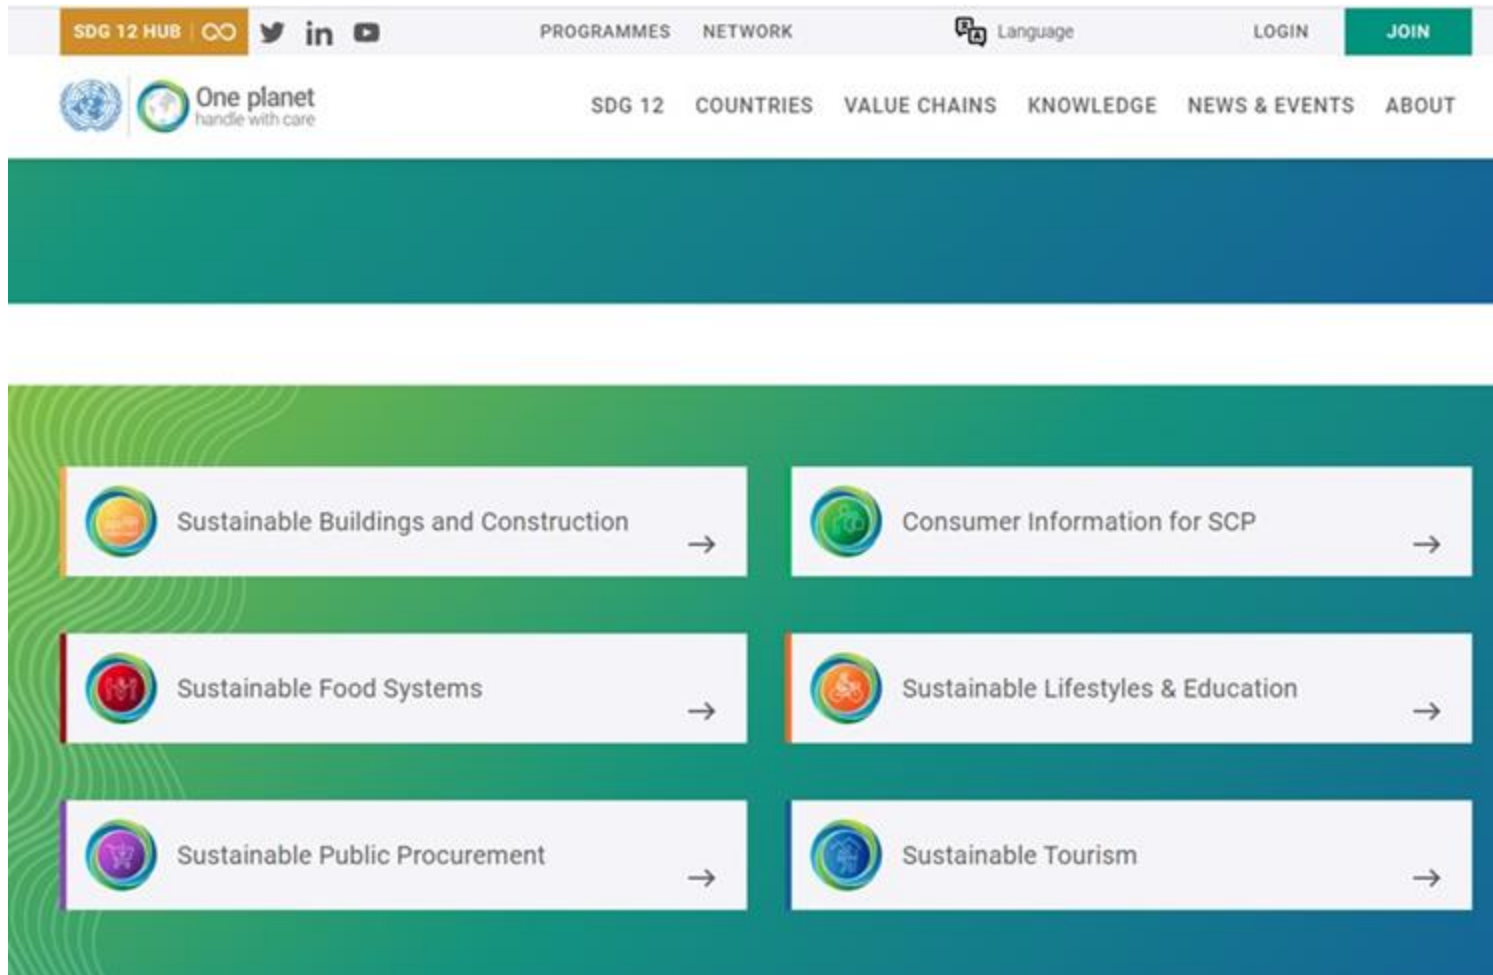 SDG 12 HUB
PROGRAMMES NETWORK
Language
LOGIN
JOIN
One planet
handle with care
SDG 12 COUNTRIES VALUE CHAINS KNOWLEDGE NEWS & EVENTS ABOUT
Sustainable Buildings and Construction
Consumer Information for SCP
Sustainable Food Systems
Sustainable Lifestyles & Education
Sustainable Public Procurement
Sustainable Tourism